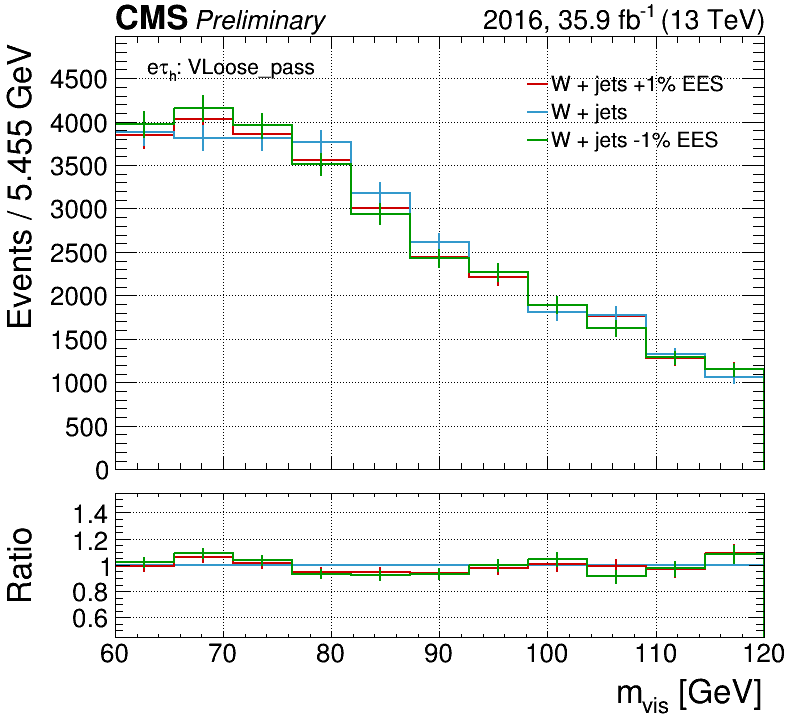 CMS Preliminary 2016, 35.9 fb⁻¹ (13 TeV)
eτₕ: VLoose_pass
W + jets +1% EES
W + jets
W + jets -1% EES
Events / 5.455 GeV
4500
4000
3500
3000
2500
2000
1500
1000
500
0
Ratio
1.4
1.2
1
0.8
0.6
60 70 80 90 100 110 120
m_vis [GeV]